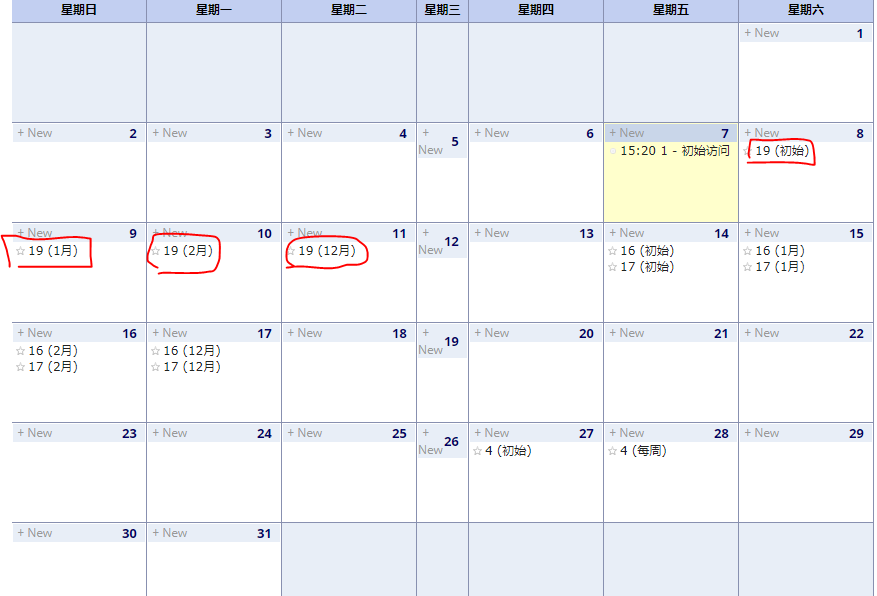 星期日 星期一 星期二 星期三 星期四 星期五 星期六
+ New 1
+ New 2 + New 3 + New 4 + New 5 + New 6 + New 7 + New 8
15:20 1 - 初始访问 19 (初始)
+ New 9 + New 10 + New 11 + New 12 + New 13 + New 14 + New 15
19 (1月) 19 (2月) 19 (12月) 16 (初始) 16 (1月)
17 (初始) 17 (1月)
+ New 16 + New 17 + New 18 + New 19 + New 20 + New 21 + New 22
16 (2月) 16 (12月)
17 (2月) 17 (12月)
+ New 23 + New 24 + New 25 + New 26 + New 27 + New 28 + New 29
4 (初始) 4 (每周)
+ New 30 + New 31